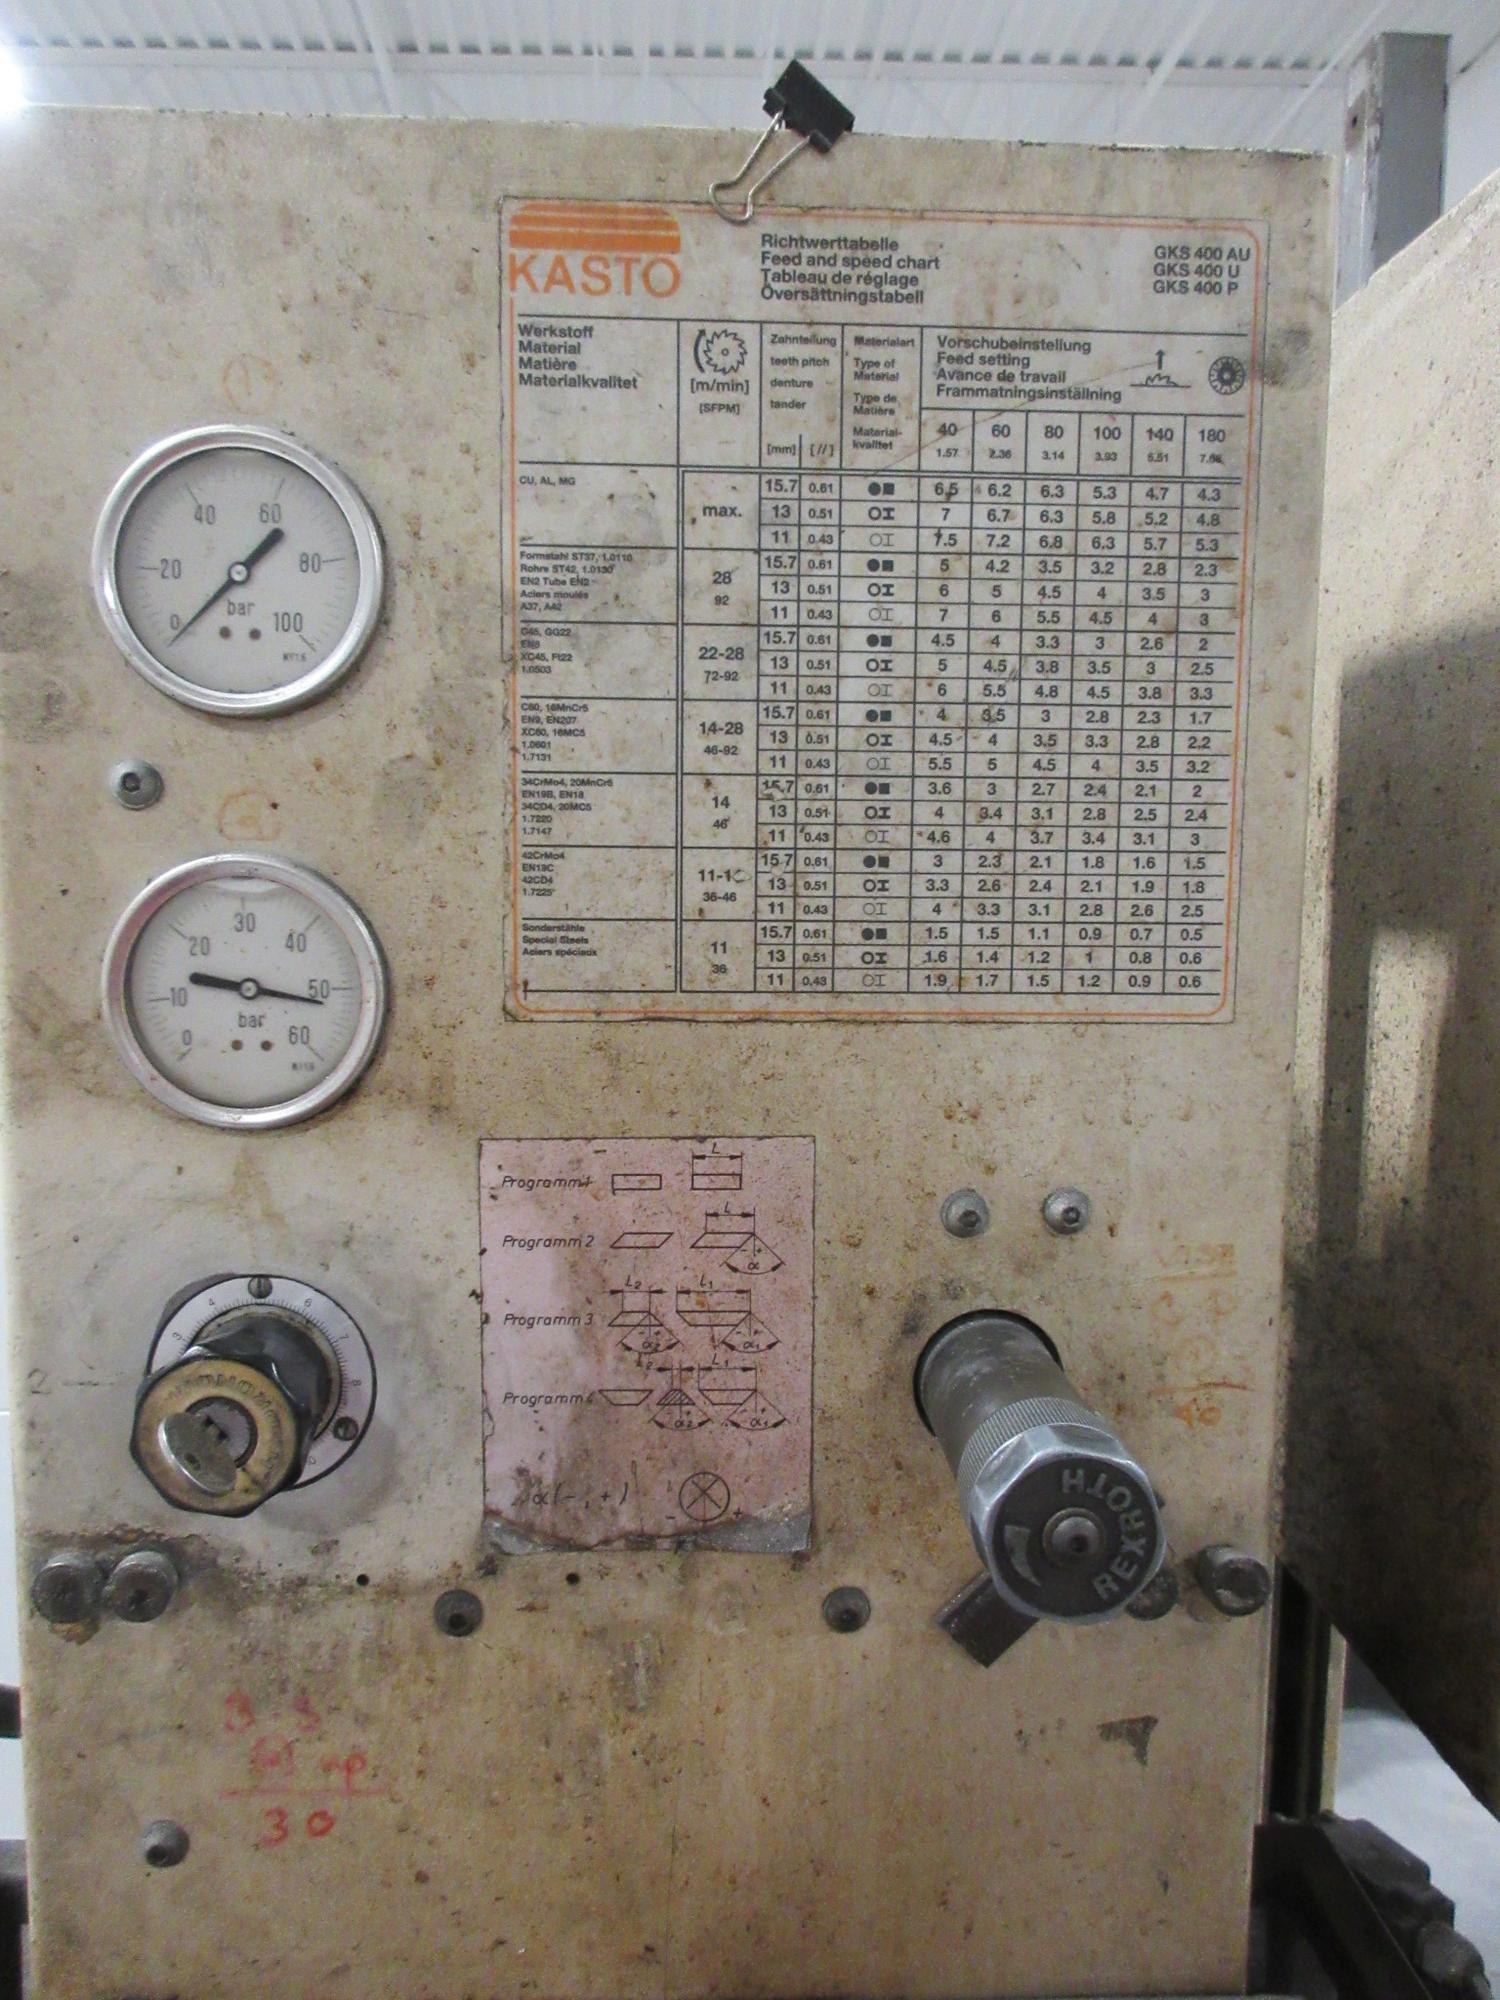 KASTO
Richtwerttabelle
Feed and speed chart
Tableau de réglage
Översättningstabell
GKS 400 AU
GKS 400 U
GKS 400 P
Werkstoff
Material
Matière
Materialkvalitet
[m/min]
[SFPM]
Zahnteilung
teeth pitch
denture
tander
[mm] [//]
Materialart
Type of
Material
Type de
Matière
Material-
kvalitet
Vorschubeinstellung
Feed setting
Avance de travail
Frammatningsinställning
40 60 80 100 140 180
1.57 2.36 3.14 3.93 5.51
CU, AL, MG
max.
15.7 0.61 6.5 6.2 6.3 5.3 4.7 4.3
13 0.51 7 6.7 6.3 5.8 5.2 4.8
11 0.43 7.5 7.2 6.8 6.3 5.7 5.3
Formstahl ST37, 1.0110
Rohre ST42, 1.0130
EN2 Tube EN2
Aciers moulés
A37, A42
28
92
15.7 0.61 5 4.2 3.5 3.2 2.8 2.3
13 0.51 6 5 4.5 4 3.5 3
11 0.43 7 6 5.5 4.5 4 3
GG22
EN8
XC45, Ft22
1.0503
22-28
72-92
15.7 0.61 4.5 4 3.3 3 2.6 2
13 0.51 5 4.5 3.8 3.5 3 2.5
11 0.43 6 5.5 4.8 4.5 3.8 3.3
C60, 16MnCr5
EN9, EN207
XC60, 16MC5
1.0601
1.7131
14-28
46-92
15.7 0.61 4 3.5 3 2.8 2.3 1.7
13 0.51 4.5 4 3.5 3.3 2.8 2.2
11 0.43 5.5 5 4.5 4 3.5 3.2
34CrMo4, 20MnCr5
EN19B, EN18
34CD4, 20MC5
1.7220
1.7147
14
46
15.7 0.61 3.6 3 2.7 2.4 2.1 2
13 0.51 4 3.4 3.1 2.8 2.5 2.4
11 0.43 4.6 4 3.7 3.4 3.1 3
42CrMo4
EN19C
42CD4
1.7225
36-46
15.7 0.61 3 2.3 2.1 1.8 1.6 1.5
13 0.51 3.3 2.6 2.4 2.1 1.9 1.8
11 0.43 4 3.3 3.1 2.8 2.6 2.5
Sonderstähle
Special Steels
Aciers spéciaux
11
36
15.7 0.61 1.5 1.5 1.1 0.9 0.7 0.5
13 0.51 1.6 1.4 1.2 1 0.8 0.6
11 0.43 1.9 1.7 1.5 1.2 0.9 0.6
0 20 40 60 80 100
bar
0 10 20 30 40 50 60
bar
Programm 1 L
Programm 2 L
α
Programm 3 L2 L1
α2 α1
Programm 4 L2 L1
α2 α1
α (-, +) - +
3 4 6 7 8
2
REXROTH
30